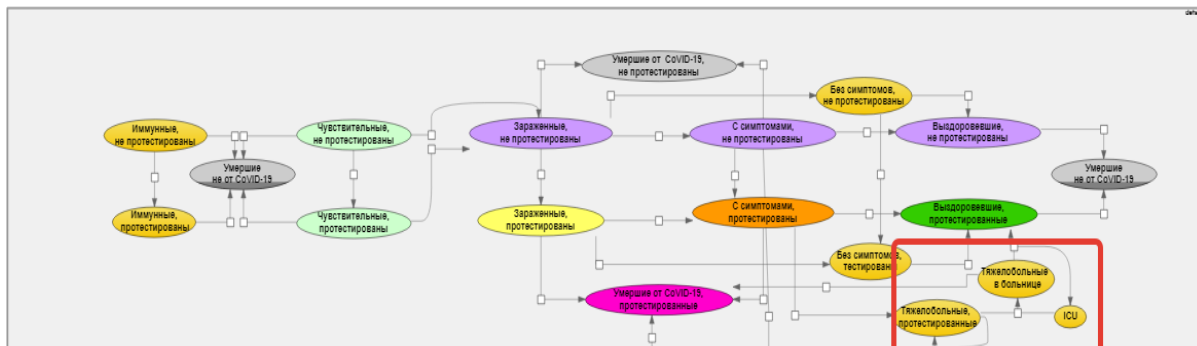 Умершие от CoVID-19,
не протестированы
Без симптомов,
не протестированы
Иммунные,
не протестированы
Чувствительные,
не протестированы
Зараженные,
не протестированы
С симптомами,
не протестированы
Выздоровевшие,
не протестированы
Умершие
не от CoVID-19
Умершие
не от CoVID-19
Иммунные,
протестированы
Чувствительные,
протестированы
Зараженные,
протестированы
С симптомами,
протестированы
Выздоровевшие,
протестированные
Без симптомов,
тестированы
Тяжелобольные
в больнице
Умершие от CoVID-19,
протестированные
Тяжелобольные,
протестированные
ICU